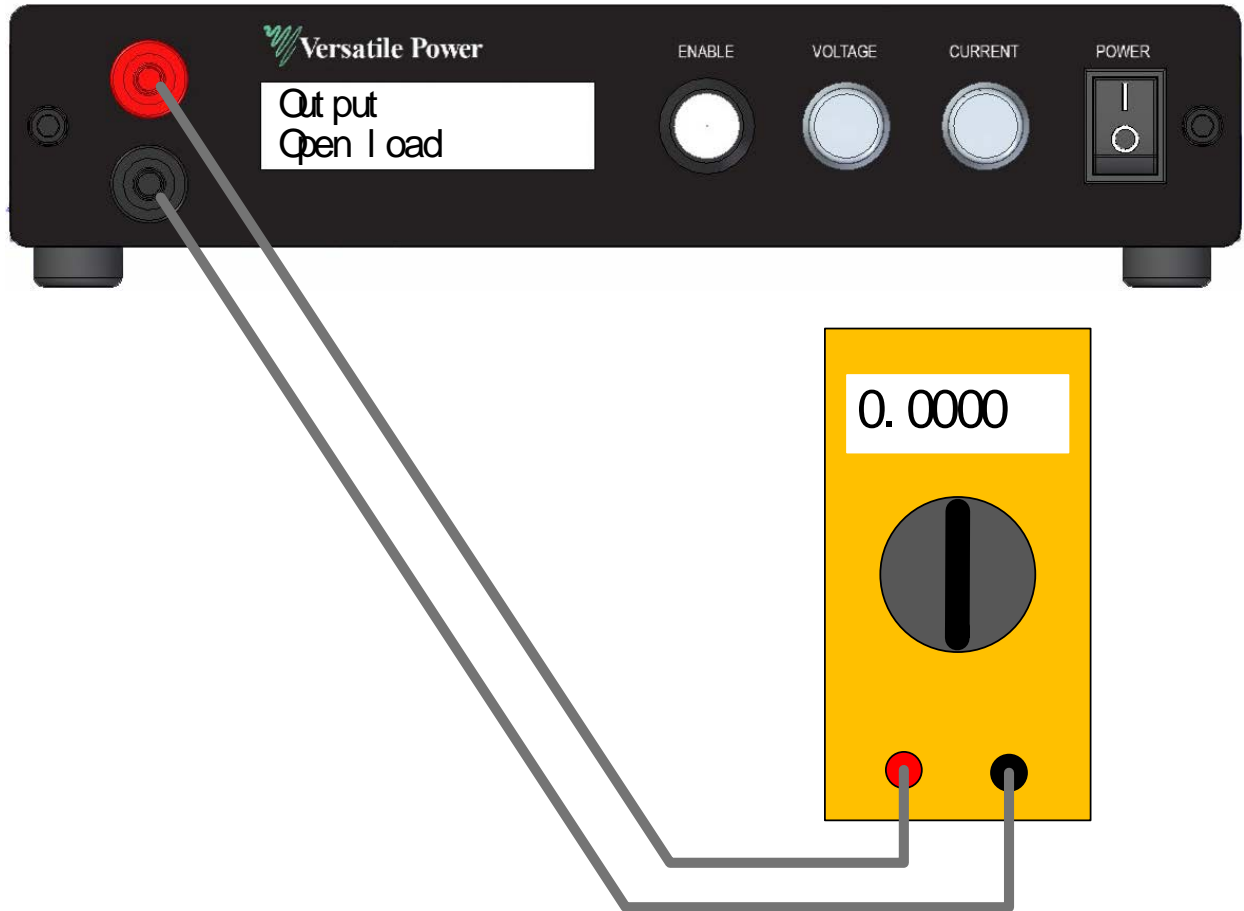 Versatile Power
ENABLE
VOLTAGE
CURRENT
POWER
Output
Open load
0.0000